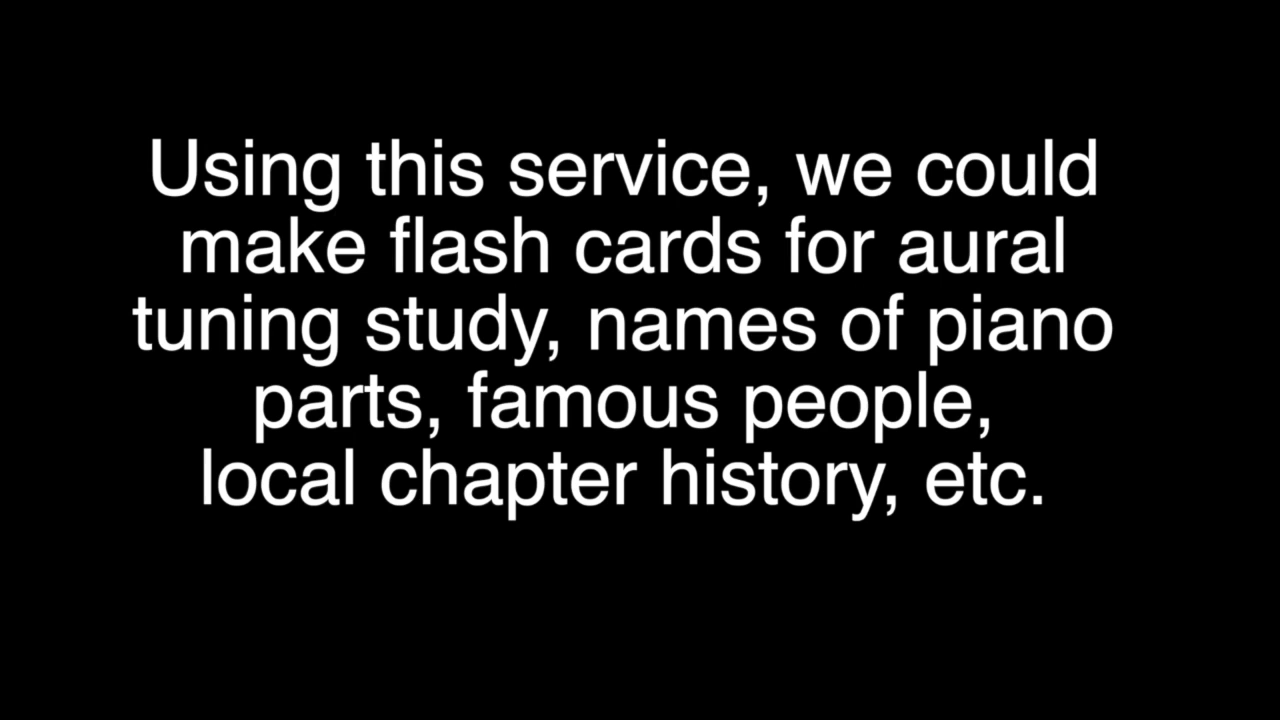 Using this service, we could
make flash cards for aural
tuning study, names of piano
parts, famous people,
local chapter history, etc.